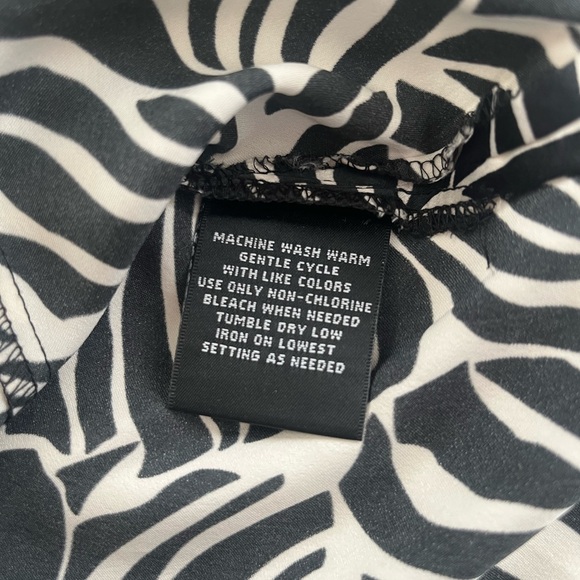 MACHINE WASH WARM
GENTLE CYCLE
WITH LIKE COLORS
USE ONLY NON-CHLORINE
BLEACH WHEN NEEDED
TUMBLE DRY LOW
IRON ON LOWEST
SETTING AS NEEDED